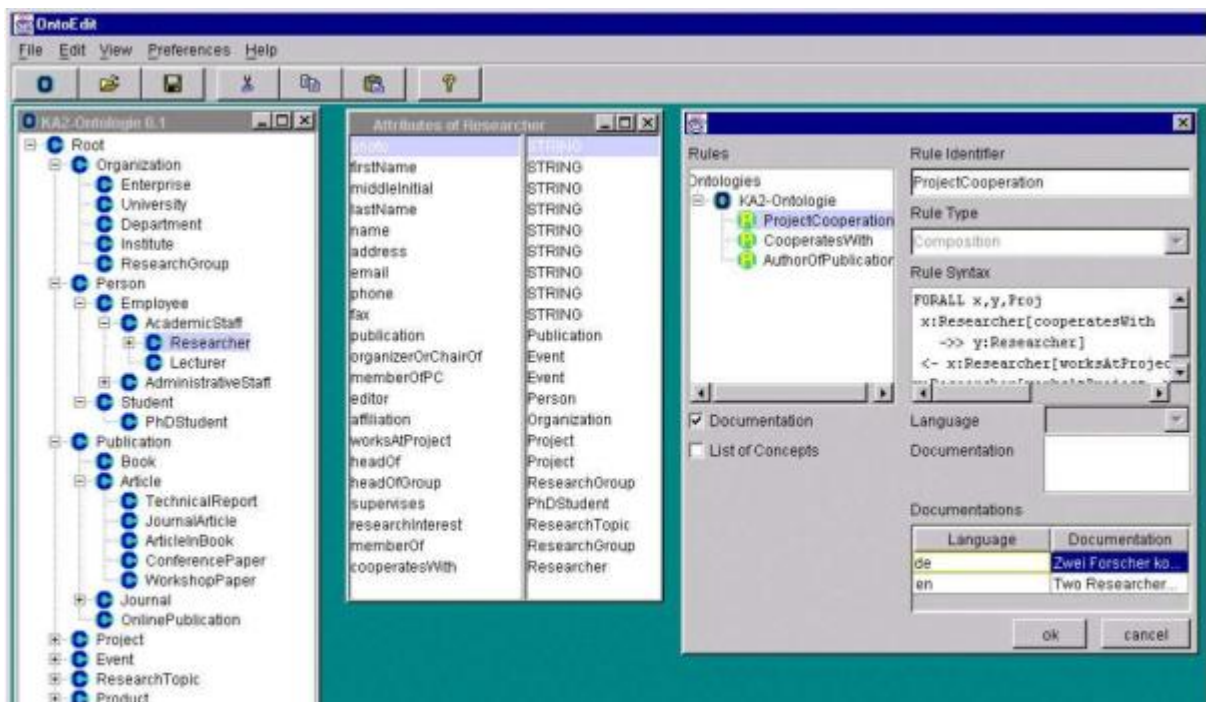 OntoEdit
File Edit View Preferences Help
KA2-Ontologie 0.1
Root
Organization
Enterprise
University
Department
Institute
ResearchGroup
Person
Employee
AcademicStaff
Researcher
Lecturer
AdministrativeStaff
Student
PhDStudent
Publication
Book
Article
TechnicalReport
JournalArticle
ArticleInBook
ConferencePaper
WorkshopPaper
Journal
OnlinePublication
Project
Event
ResearchTopic
Product
Attributes of Researcher
photo STRING
firstName STRING
middleInitial STRING
lastName STRING
name STRING
address STRING
email STRING
phone STRING
fax STRING
publication Publication
organizerOrChairOf Event
memberOfPC Event
editor Person
affiliation Organization
worksAtProject Project
headOf Project
headOfGroup ResearchGroup
supervises PhDStudent
researchInterest ResearchTopic
memberOf ResearchGroup
cooperatesWith Researcher
Rules
Ontologies
KA2-Ontologie
ProjectCooperation
CooperatesWith
AuthorOfPublication
Documentation
List of Concepts
Rule Identifier
ProjectCooperation
Rule Type
Composition
Rule Syntax
FORALL x,y,Proj
x:Researcher[cooperatesWith
->> y:Researcher]
<- x:Researcher[worksAtProjec
Language
Documentation
Documentations
Language Documentation
de Zwei Forscher ko...
en Two Researcher...
ok cancel